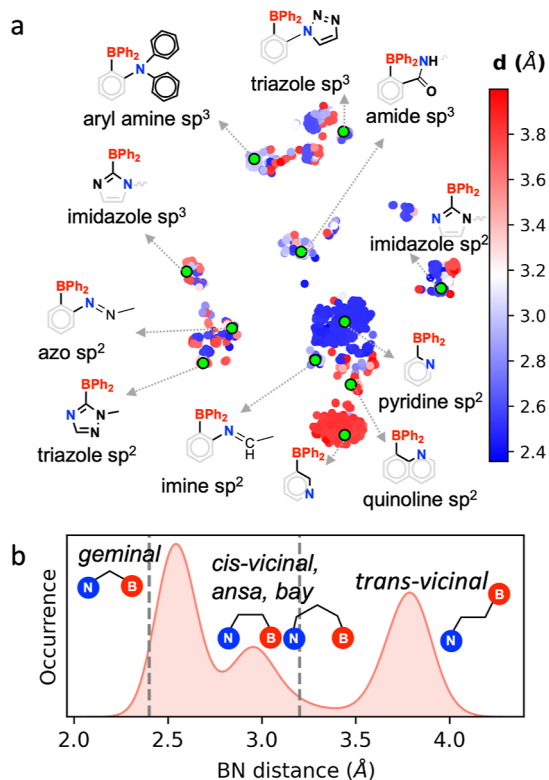 a
d (Å)
BPh2
N
aryl amine sp3
BPh2
N
N
N
triazole sp3
BPh2
NH
O
amide sp3
BPh2
N
N
imidazole sp3
BPh2
N
N
imidazole sp2
BPh2
N
N
azo sp2
BPh2
N
N
N
triazole sp2
BPh2
N
C
H
imine sp2
BPh2
N
BPh2
N
quinoline sp2
BPh2
N
pyridine sp2
3.8
3.6
3.4
3.2
3.0
2.8
2.6
2.4
b
Occurrence
geminal
N
B
cis-vicinal,
ansa, bay
N
B
N
B
trans-vicinal
N
B
2.0
2.5
3.0
3.5
4.0
BN distance (Å)